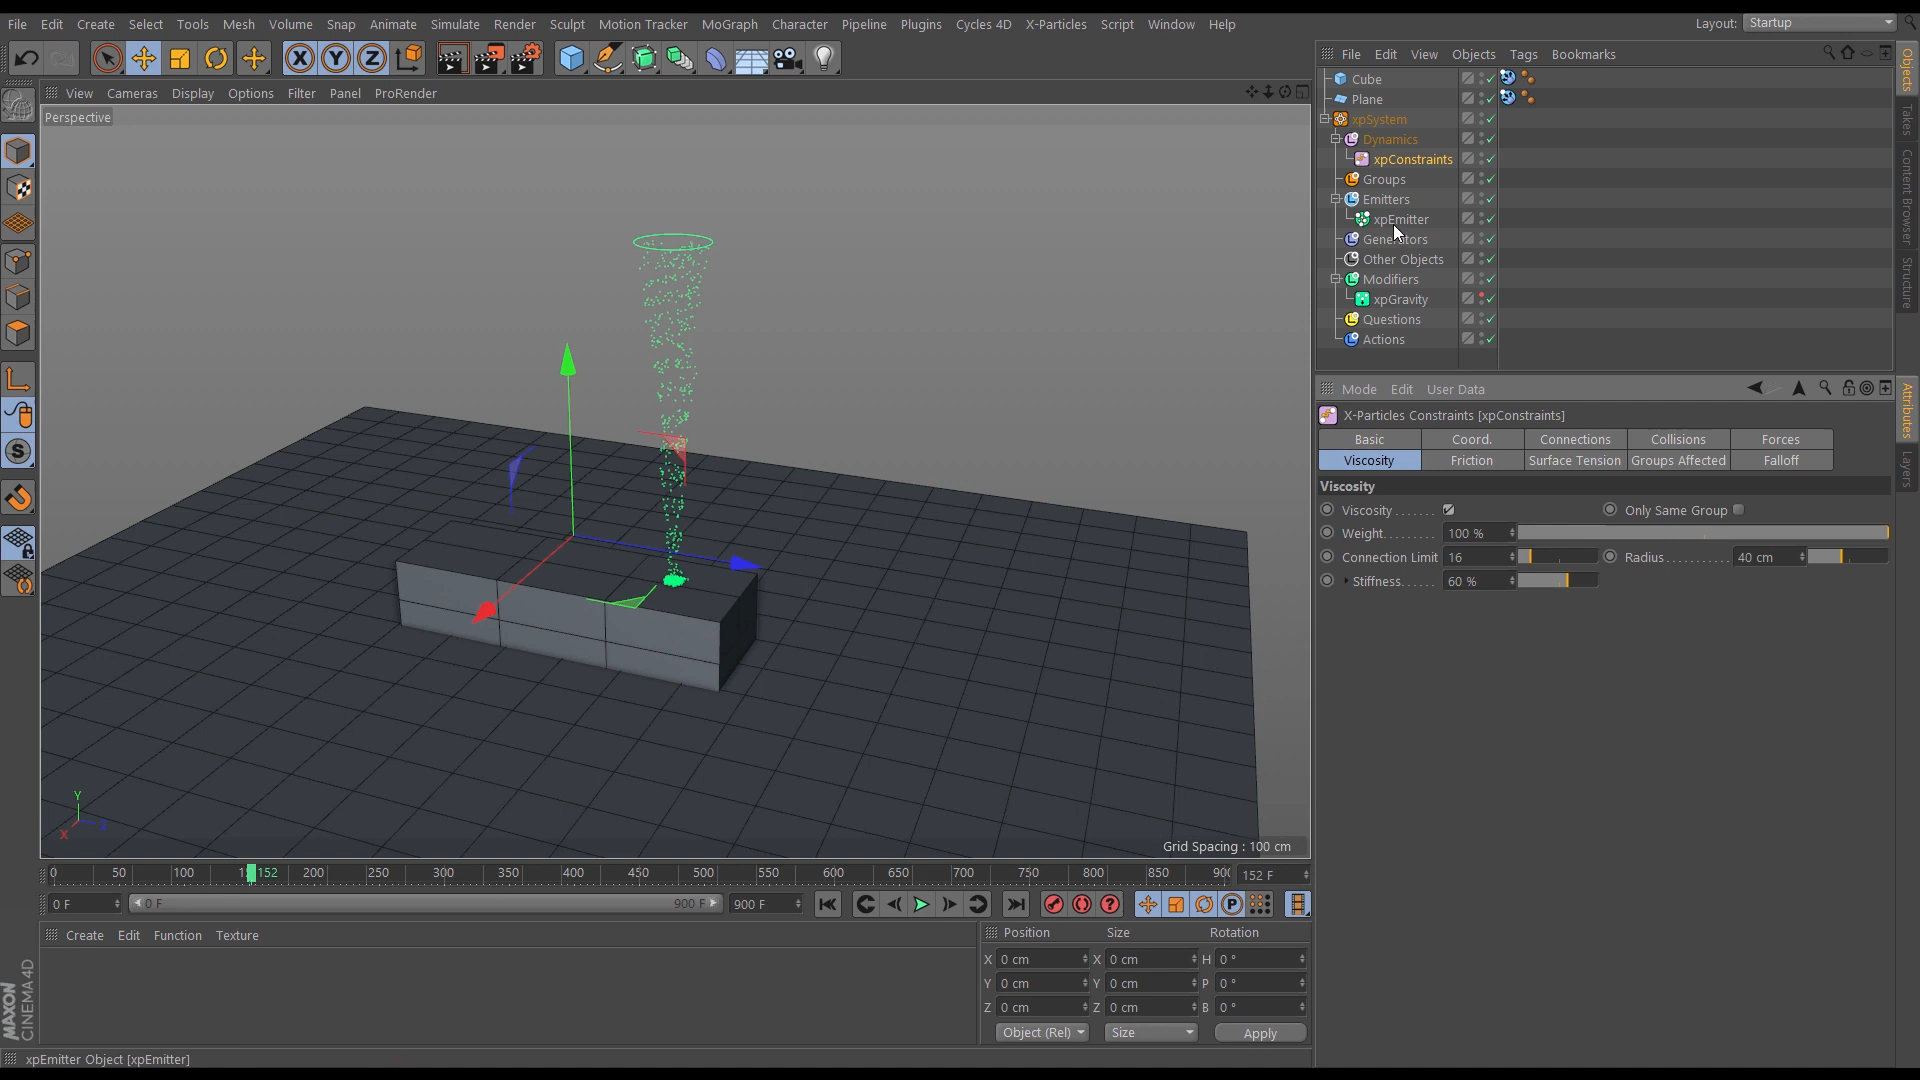 File Edit Create Select Tools Mesh Volume Snap Animate Simulate Render Sculpt Motion Tracker MoGraph Character Pipeline Plugins Cycles 4D X-Particles Script Window Help
Layout: Startup
View Cameras Display Options Filter Panel ProRender
Perspective
Grid Spacing : 100 cm
Y
X
Z
File Edit View Objects Tags Bookmarks
Cube
Plane
xpSystem
Dynamics
xpConstraints
Groups
Emitters
xpEmitter
Generators
Other Objects
Modifiers
xpGravity
Questions
Actions
Objects
Takes
Content Browser
Structure
Mode Edit User Data
X-Particles Constraints [xpConstraints]
Basic Coord. Connections Collisions Forces
Viscosity Friction Surface Tension Groups Affected Falloff
Viscosity
Viscosity....... Only Same Group
Weight......... 100 %
Connection Limit 16 Radius........... 40 cm
Stiffness...... 60 %
Attributes
Layers
0 50 100 152 200 250 300 350 400 450 500 550 600 650 700 750 800 850 152 F
0 F 0 F 900 F 900 F
Create Edit Function Texture
Position Size Rotation
X 0 cm X 0 cm H 0 °
Y 0 cm Y 0 cm P 0 °
Z 0 cm Z 0 cm B 0 °
Object (Rel) Size Apply
MAXON
CINEMA 4D
xpEmitter Object [xpEmitter]